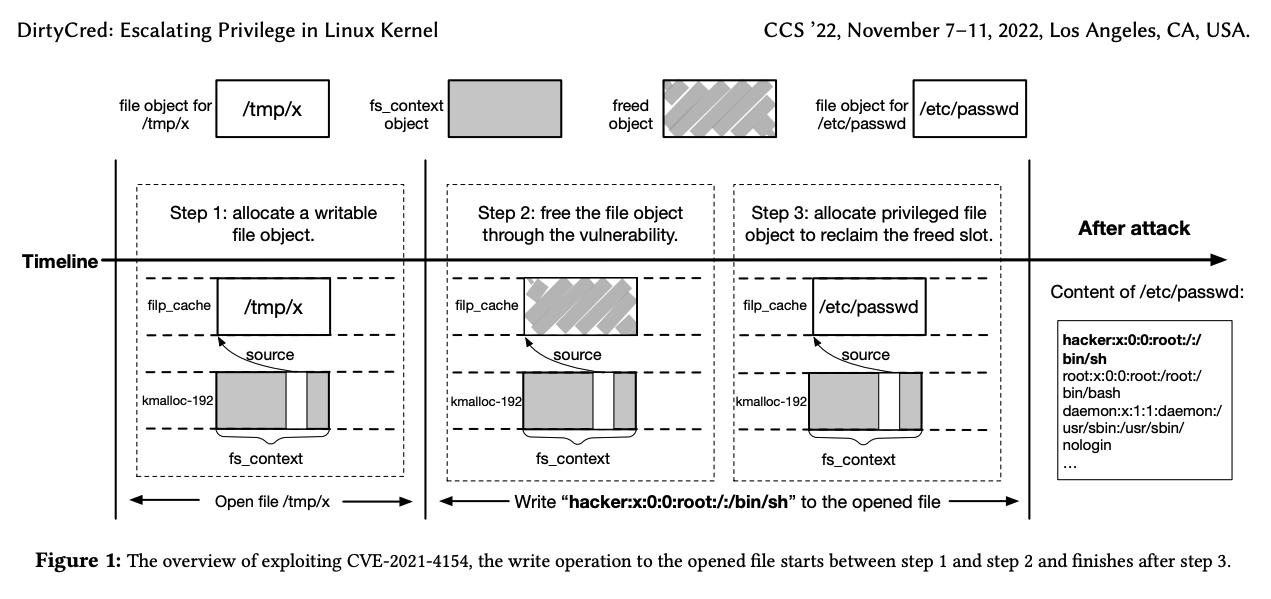 DirtyCred: Escalating Privilege in Linux Kernel
CCS ’22, November 7–11, 2022, Los Angeles, CA, USA.
file object for
/tmp/x
/tmp/x
fs_context
object
freed
object
file object for
/etc/passwd
/etc/passwd
Step 1: allocate a writable
file object.
Step 2: free the file object
through the vulnerability.
Step 3: allocate privileged file
object to reclaim the freed slot.
After attack
Timeline
filp_cache
/tmp/x
source
kmalloc-192
fs_context
filp_cache
source
kmalloc-192
fs_context
filp_cache
/etc/passwd
source
kmalloc-192
fs_context
Content of /etc/passwd:
hacker:x:0:0:root:/:/
bin/sh
root:x:0:0:root:/root:/
bin/bash
daemon:x:1:1:daemon:/
usr/sbin:/usr/sbin/
nologin
...
Open file /tmp/x
Write “hacker:x:0:0:root:/:/bin/sh” to the opened file
Figure 1: The overview of exploiting CVE-2021-4154, the write operation to the opened file starts between step 1 and step 2 and finishes after step 3.